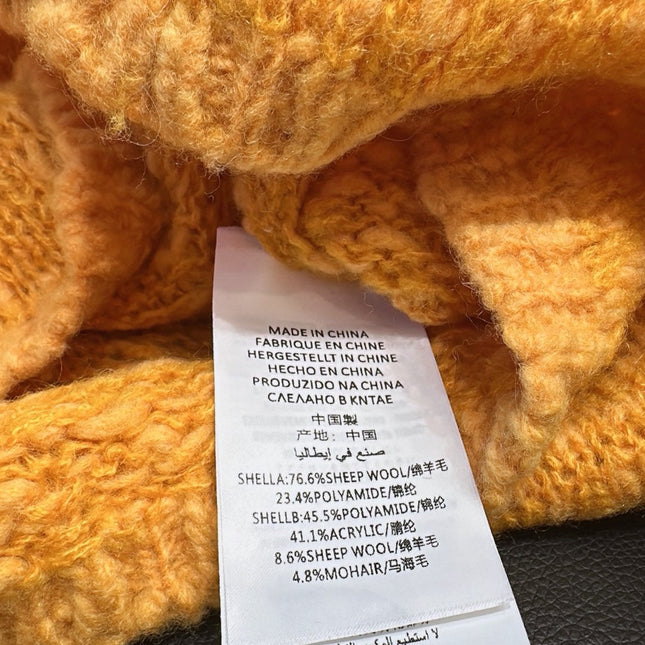 MADE IN CHINA
FABRIQUE EN CHINE
HERGESTELLT IN CHINE
HECHO EN CHINA
PRODUZIDO NA CHINA
СЛЕЛАНО В КNТАЕ
中国製
产地：中国
صنع في إيطاليا
SHELLA:76.6%SHEEP WOOL/绵羊毛
23.4%POLYAMIDE/锦纶
SHELLB:45.5%POLYAMIDE/锦纶
41.1%ACRYLIC/腈纶
8.6%SHEEP WOOL/绵羊毛
4.8%MOHAIR/马海毛